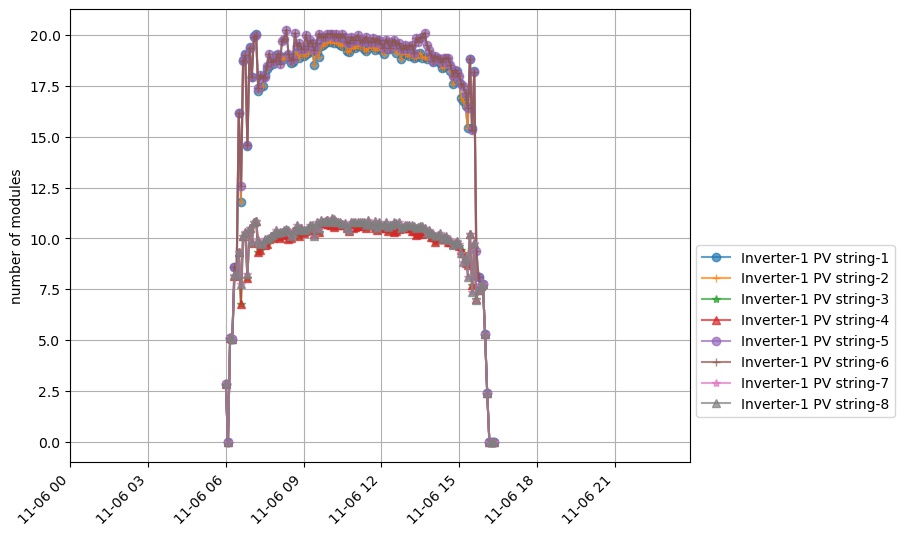 number of modules
20.0
17.5
15.0
12.5
10.0
7.5
5.0
2.5
0.0
11-06 00
11-06 03
11-06 06
11-06 09
11-06 12
11-06 15
11-06 18
11-06 21
Inverter-1 PV string-1
Inverter-1 PV string-2
Inverter-1 PV string-3
Inverter-1 PV string-4
Inverter-1 PV string-5
Inverter-1 PV string-6
Inverter-1 PV string-7
Inverter-1 PV string-8